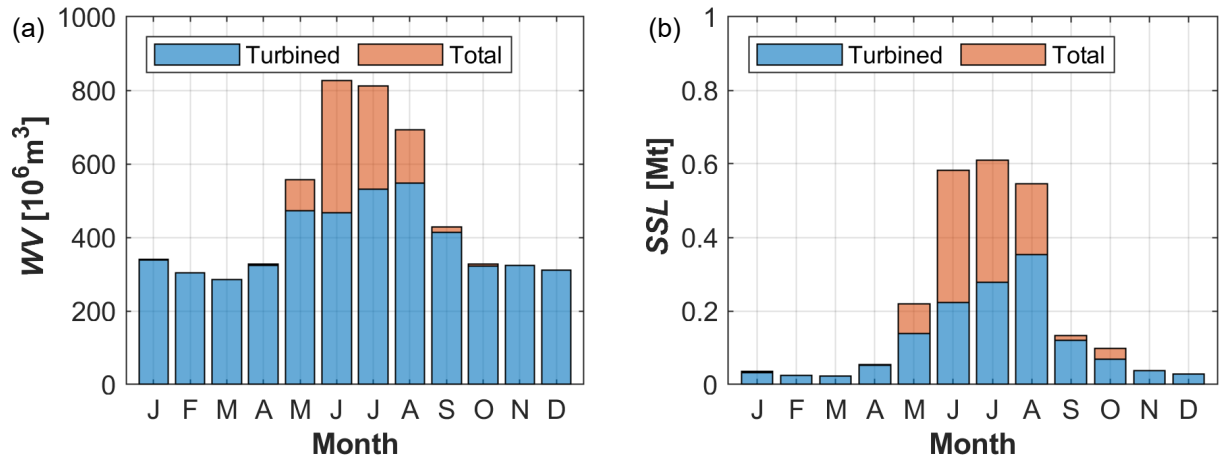 (a)
WV [10⁶m³]
1000
800
600
400
200
0
Turbined Total
J F M A M J J A S O N D
Month
(b)
SSL [Mt]
1
0.8
0.6
0.4
0.2
0
Turbined Total
J F M A M J J A S O N D
Month